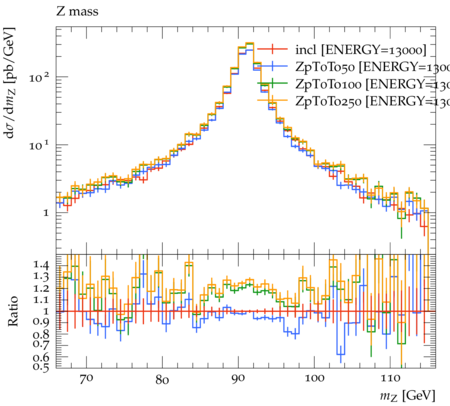 Z mass
dσ/dmZ [pb/GeV]
incl [ENERGY=13000]
ZpToTo50 [ENERGY=1300
ZpToTo100 [ENERGY=130
ZpToTo250 [ENERGY=130
10²
10¹
1
Ratio
1.4
1.3
1.2
1.1
1
0.9
0.8
0.7
0.6
0.5
70 80 90 100 110
mZ [GeV]